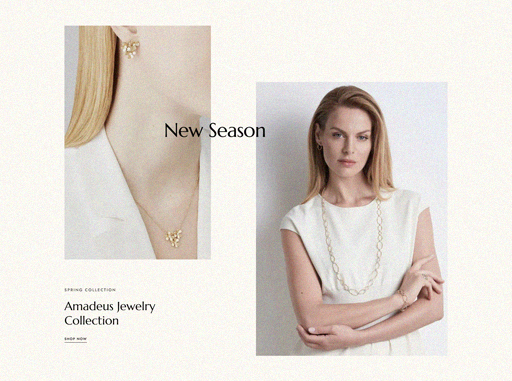 New Season
SPRING COLLECTION
Amadeus Jewelry
Collection
SHOP NOW